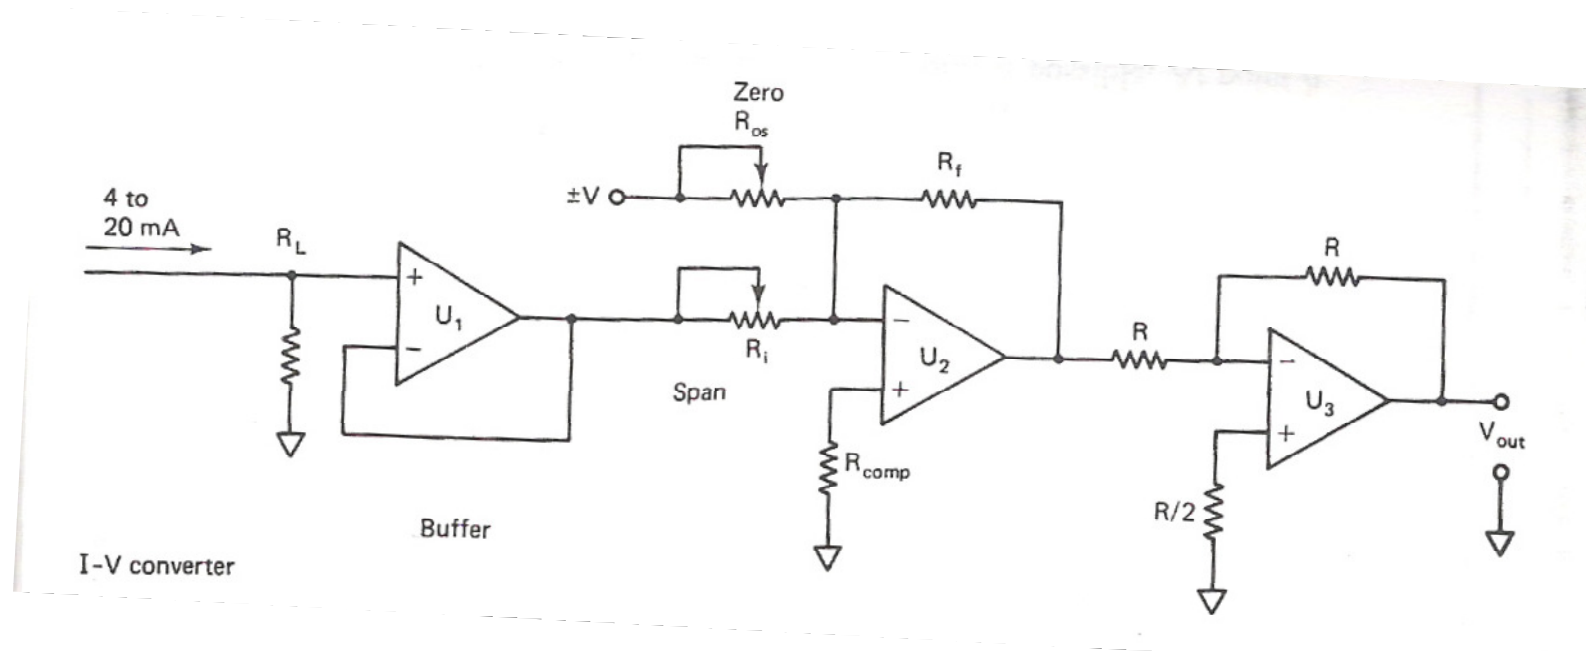 Zero
R_os
±V
R_f
4 to
20 mA
R_L
+
U_1
−
R_i
Span
−
U_2
+
R_comp
R
R
−
U_3
+
R/2
V_out
Buffer
I-V converter